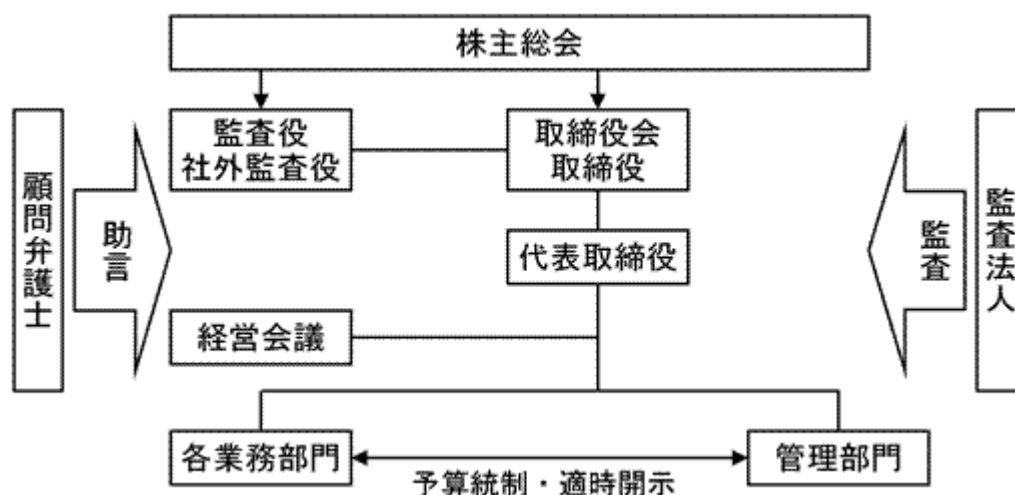 株主総会
監査役
社外監査役
取締役会
取締役
顧問弁護士
助言
代表取締役
監査
監査法人
経営会議
各業務部門
管理部門
予算統制・適時開示